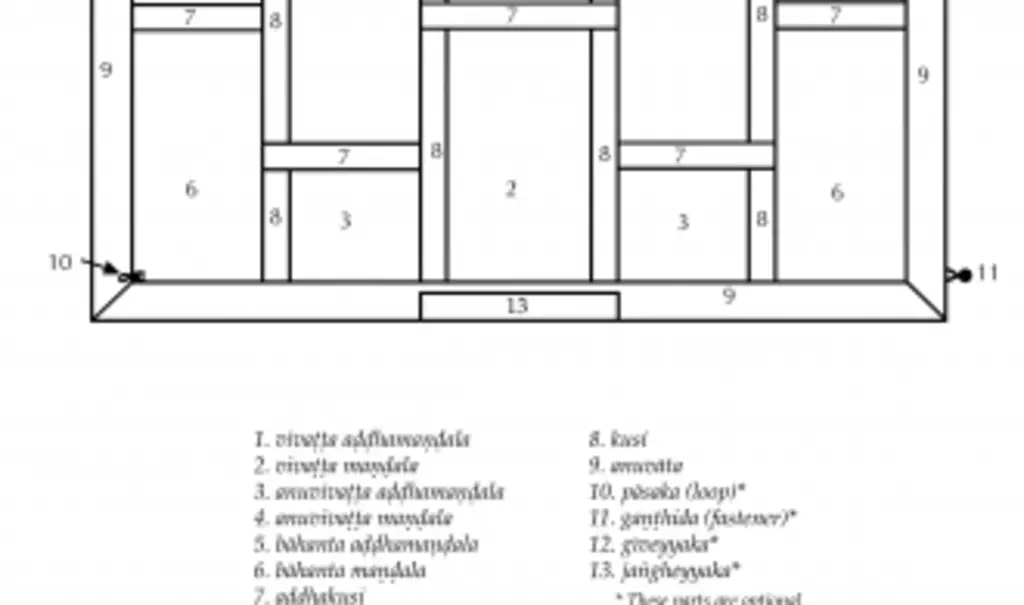 7
8
7
8
7
9
9
7
8
8
7
6
2
6
8
3
3
8
10
11
13
9
1. vivaṭṭa aḍḍhamaṇḍala
2. vivaṭṭa maṇḍala
3. anuvivaṭṭa aḍḍhamaṇḍala
4. anuvivaṭṭa maṇḍala
5. bāhanta aḍḍhamaṇḍala
6. bāhanta maṇḍala
7. aḍḍhakusi
8. kusi
9. anuvāta
10. pāsaka (loop)*
11. gaṇṭhika (fastener)*
12. gīveyyaka*
13. jaṅgheyyaka*
* These parts are optional